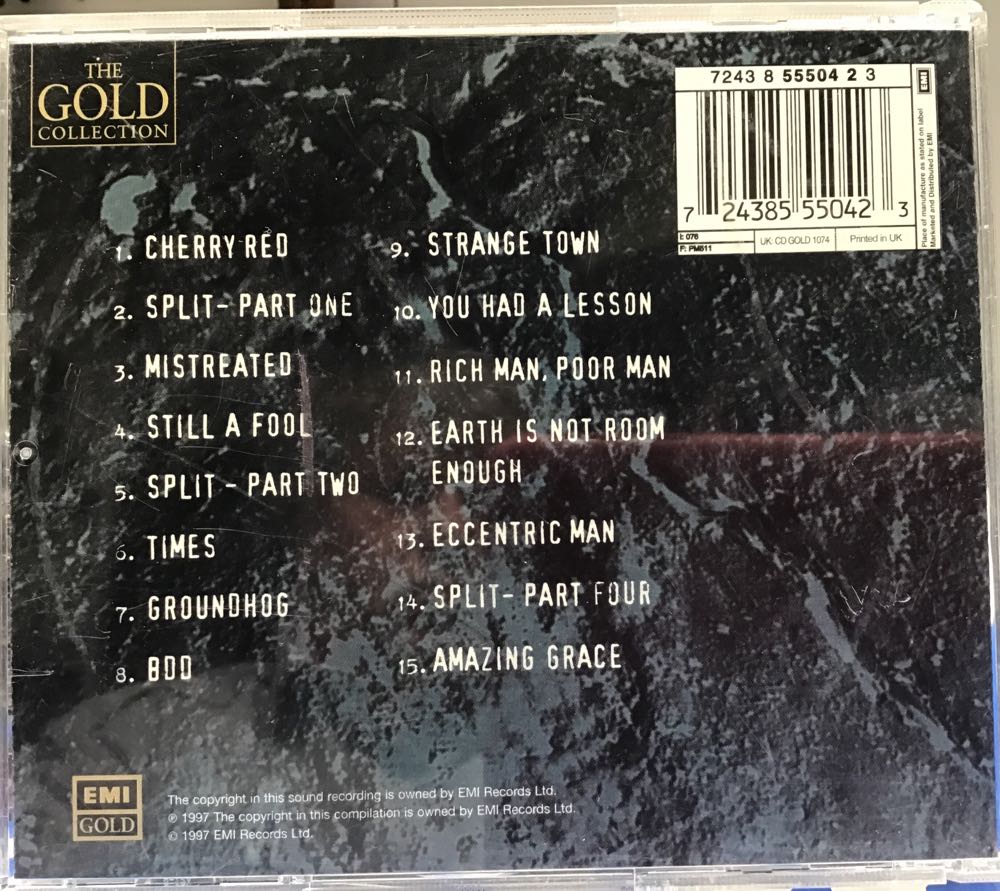 THE
GOLD
COLLECTION
7243 8 55504 2 3
EMI
Place of manufacture as stated on label
Marketed and Distributed by EMI
7 24385 55042 3
I: 076
F: PM511
UK: CD GOLD 1074
Printed in UK
1. CHERRY RED
2. SPLIT- PART ONE
3. MISTREATED
4. STILL A FOOL
5. SPLIT - PART TWO
6. TIMES
7. GROUNDHOG
8. BDD
9. STRANGE TOWN
10. YOU HAD A LESSON
11. RICH MAN, POOR MAN
12. EARTH IS NOT ROOM
ENOUGH
13. ECCENTRIC MAN
14. SPLIT- PART FOUR
15. AMAZING GRACE
EMI
GOLD
The copyright in this sound recording is owned by EMI Records Ltd.
℗ 1997 The copyright in this compilation is owned by EMI Records Ltd.
© 1997 EMI Records Ltd.